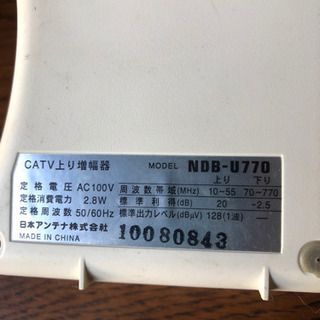 CATV上り増幅器 MODEL NDB-U770
上り 下り
定格電圧 AC100V 周波数帯域(MHz) 10-55 70-770
定格消費電力 2.8W 標準利得(dB) 20 -2.5
定格周波数 50/60Hz 標準出力レベル(dBμV) 128(1波) —
日本アンテナ株式会社
MADE IN CHINA 10080843